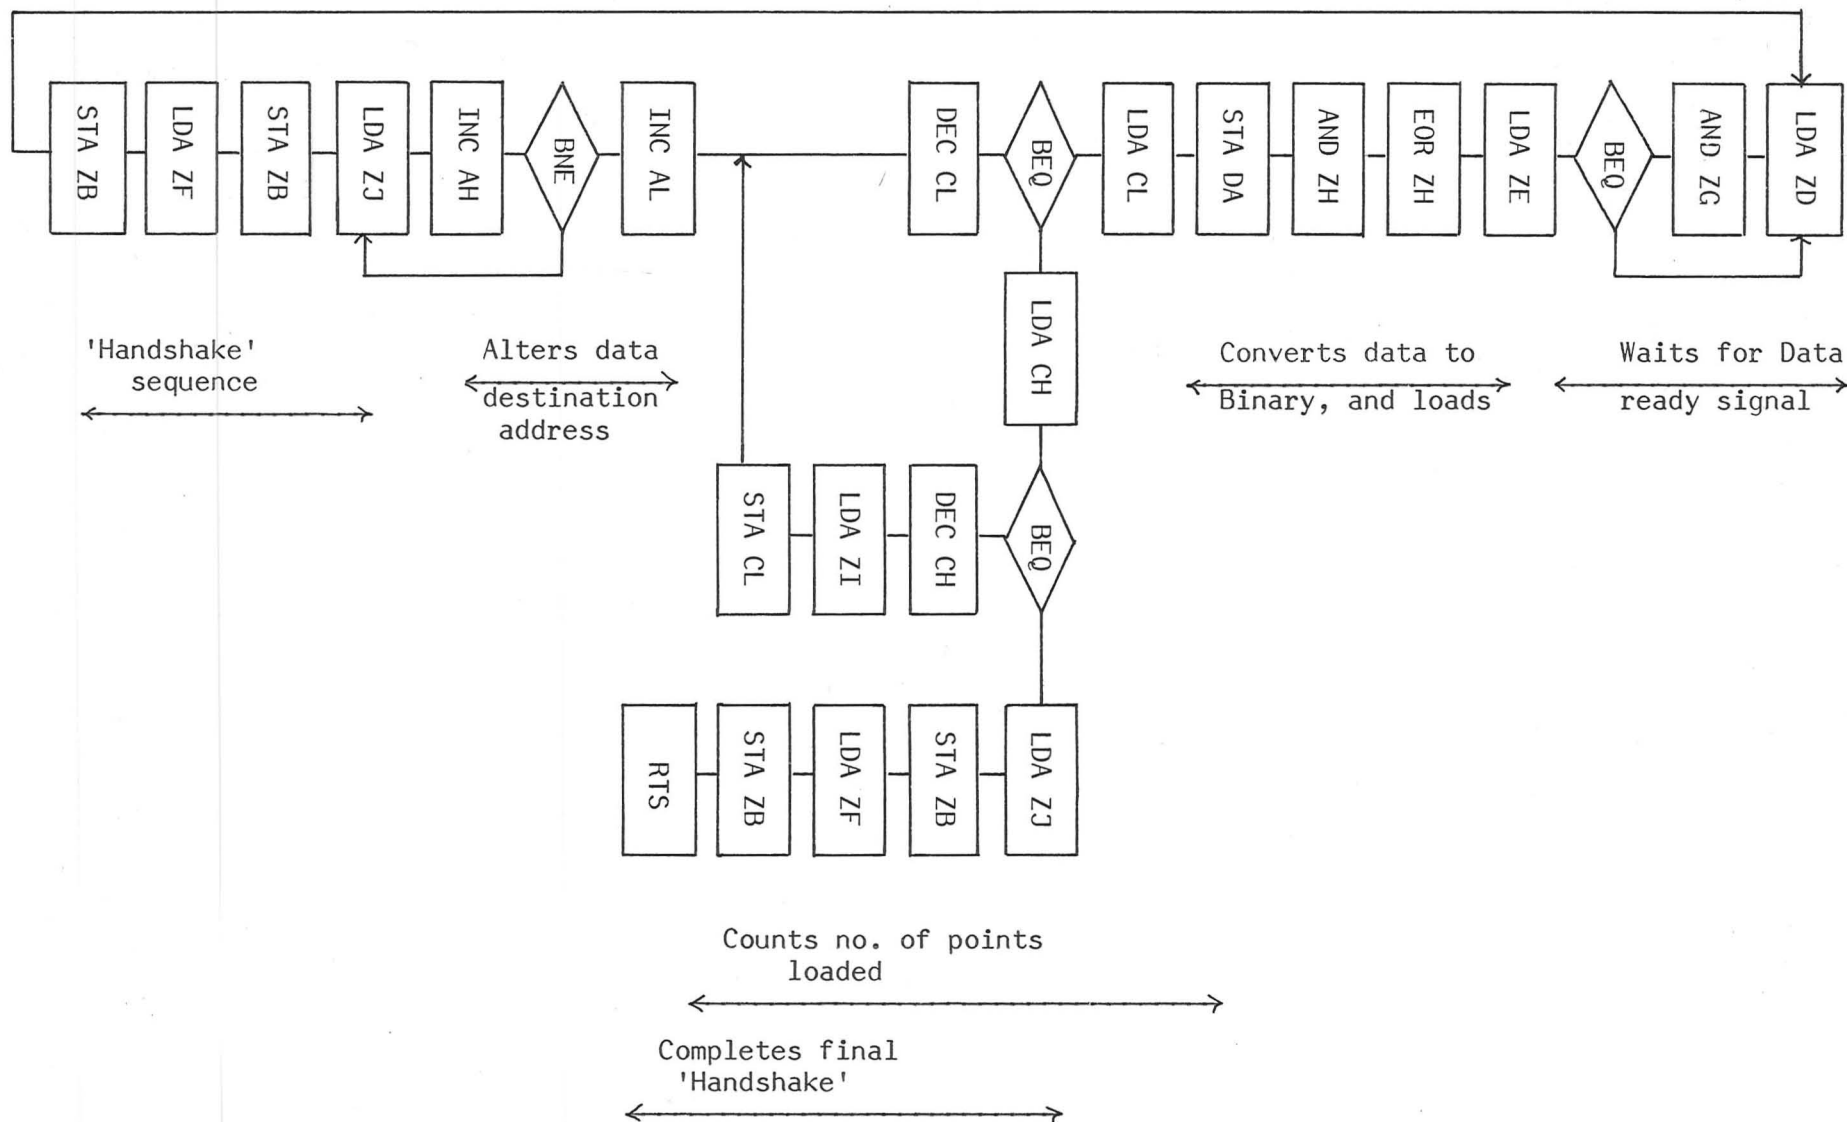 STA ZB
LDA ZF
STA ZB
LDA ZJ
INC AH
BNE
INC AL
DEC CL
BEQ
LDA CL
STA DA
AND ZH
EOR ZH
LDA ZE
BEQ
AND ZG
LDA ZD
LDA CH
'Handshake'
sequence
Alters data
destination
address
Converts data to
Binary, and loads
Waits for Data
ready signal
STA CL
LDA ZI
DEC CH
BEQ
RTS
STA ZB
LDA ZF
STA ZB
LDA ZJ
Counts no. of points
loaded
Completes final
'Handshake'